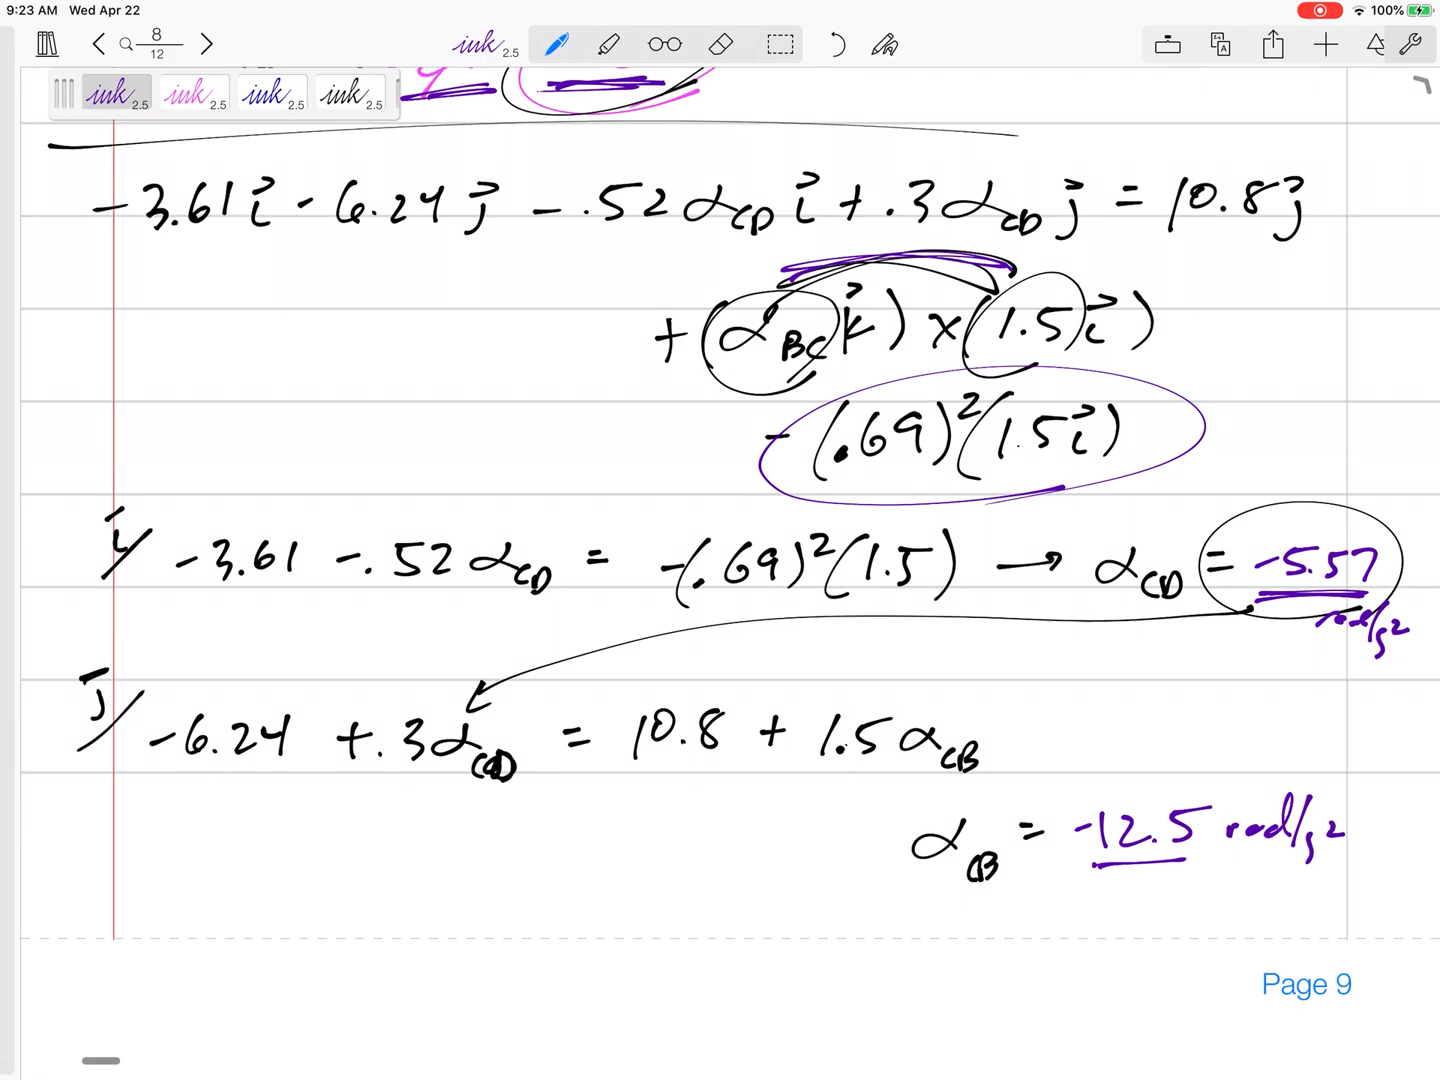 9:23 AM Wed Apr 22
100%
8
12
ink 2.5
ink 2.5 ink 2.5 ink 2.5 ink 2.5
-3.61 i⃗ - 6.24 j⃗ - .52 α_CD i⃗ + .3 α_CD j⃗ = 10.8 j⃗
+ (α_BC k⃗) × (1.5 i⃗)
- (.69)² (1.5 i⃗)
i/ -3.61 - .52 α_CD = -(.69)² (1.5) → α_CD = -5.57
rad/s²
j/ -6.24 + .3 α_CD = 10.8 + 1.5 α_CB
α_CB = -12.5 rad/s²
Page 9